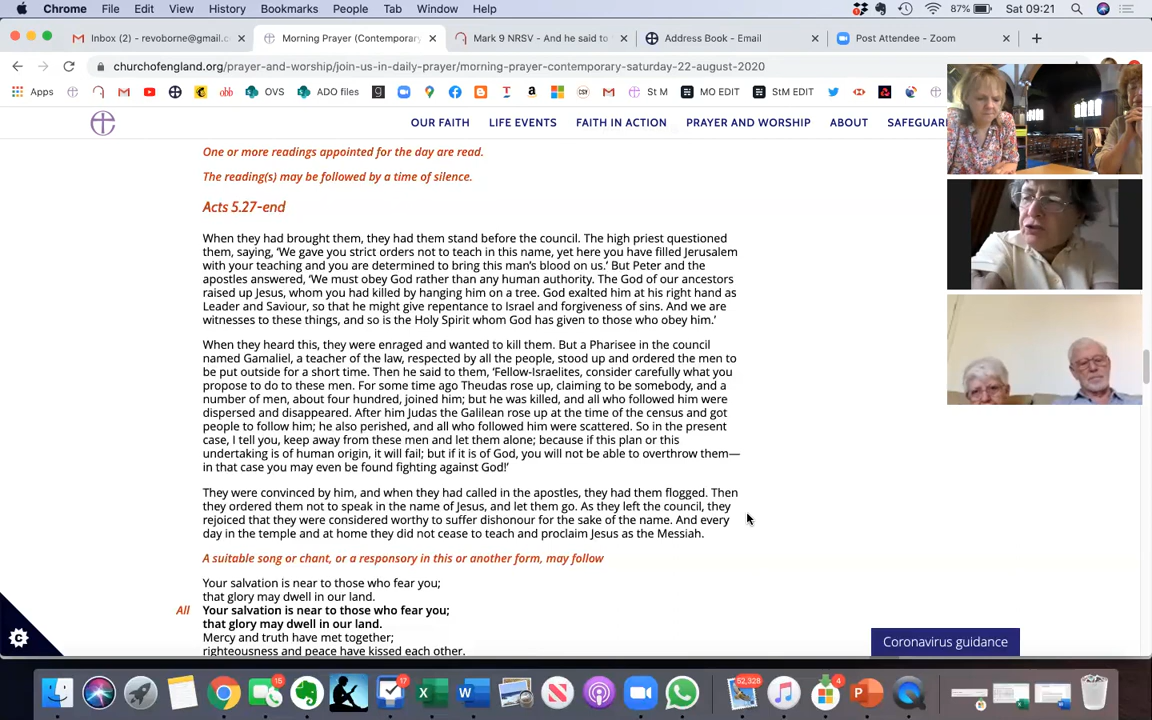 Chrome File Edit View History Bookmarks People Tab Window Help 87% Sat 09:21
Inbox (2) - revoborne@gmail.c
Morning Prayer (Contemporary
Mark 9 NRSV - And he said to
Address Book - Email
Post Attendee - Zoom
churchofengland.org/prayer-and-worship/join-us-in-daily-prayer/morning-prayer-contemporary-saturday-22-august-2020
Apps OVS ADO files St M MO EDIT StM EDIT
OUR FAITH LIFE EVENTS FAITH IN ACTION PRAYER AND WORSHIP ABOUT SAFEGUAR
One or more readings appointed for the day are read.
The reading(s) may be followed by a time of silence.
Acts 5.27-end
When they had brought them, they had them stand before the council. The high priest questioned
them, saying, ‘We gave you strict orders not to teach in this name, yet here you have filled Jerusalem
with your teaching and you are determined to bring this man’s blood on us.’ But Peter and the
apostles answered, ‘We must obey God rather than any human authority. The God of our ancestors
raised up Jesus, whom you had killed by hanging him on a tree. God exalted him at his right hand as
Leader and Saviour, so that he might give repentance to Israel and forgiveness of sins. And we are
witnesses to these things, and so is the Holy Spirit whom God has given to those who obey him.’
When they heard this, they were enraged and wanted to kill them. But a Pharisee in the council
named Gamaliel, a teacher of the law, respected by all the people, stood up and ordered the men to
be put outside for a short time. Then he said to them, ‘Fellow-Israelites, consider carefully what you
propose to do to these men. For some time ago Theudas rose up, claiming to be somebody, and a
number of men, about four hundred, joined him; but he was killed, and all who followed him were
dispersed and disappeared. After him Judas the Galilean rose up at the time of the census and got
people to follow him; he also perished, and all who followed him were scattered. So in the present
case, I tell you, keep away from these men and let them alone; because if this plan or this
undertaking is of human origin, it will fail; but if it is of God, you will not be able to overthrow them—
in that case you may even be found fighting against God!’
They were convinced by him, and when they had called in the apostles, they had them flogged. Then
they ordered them not to speak in the name of Jesus, and let them go. As they left the council, they
rejoiced that they were considered worthy to suffer dishonour for the sake of the name. And every
day in the temple and at home they did not cease to teach and proclaim Jesus as the Messiah.
A suitable song or chant, or a responsory in this or another form, may follow
Your salvation is near to those who fear you;
that glory may dwell in our land.
All Your salvation is near to those who fear you;
that glory may dwell in our land.
Mercy and truth have met together;
righteousness and peace have kissed each other.
Coronavirus guidance
15
17
52,328
4